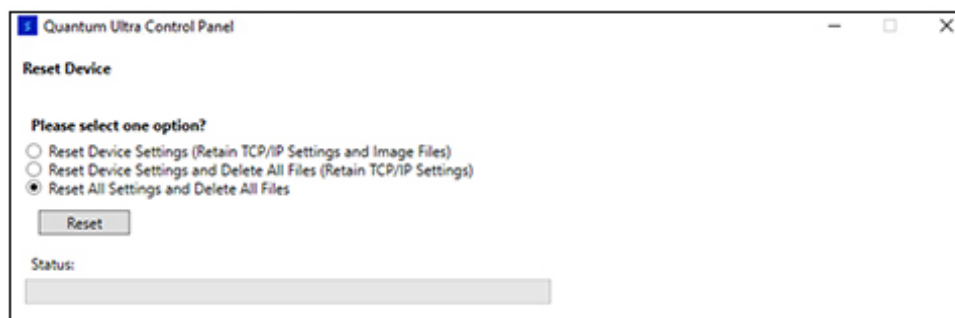 Quantum Ultra Control Panel
Reset Device
Please select one option?
Reset Device Settings (Retain TCP/IP Settings and Image Files)
Reset Device Settings and Delete All Files (Retain TCP/IP Settings)
Reset All Settings and Delete All Files
Reset
Status: